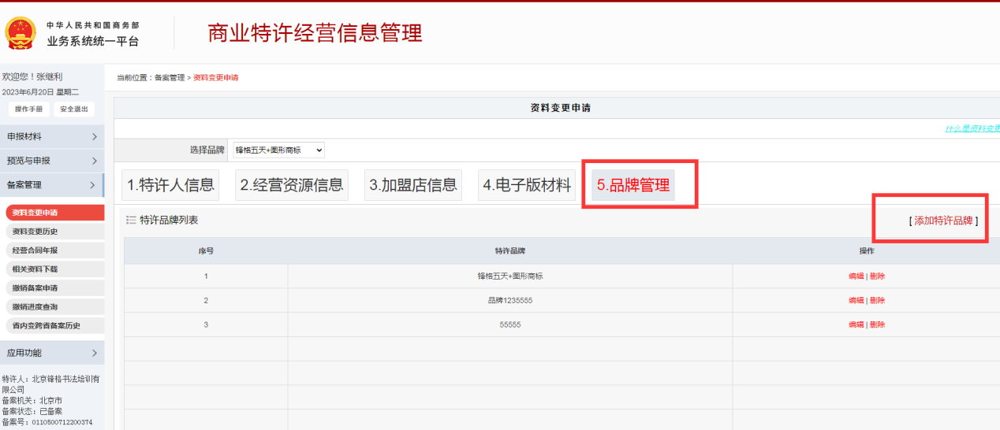 中华人民共和国商务部
业务系统统一平台
商业特许经营信息管理
欢迎您！张继利
2023年6月20日 星期二
操作手册 安全退出
申报材料
预览与申报
备案管理
资料变更申请
资料变更历史
经营合同年报
相关资料下载
撤销备案申请
撤销进度查询
省内变跨省备案历史
应用功能
特许人：北京锋格书法培训有
限公司
备案机关：北京市
备案状态：已备案
备案号：0110500712200374
当前位置：备案管理 > 资料变更申请
资料变更申请
什么是资料变更
选择品牌 锋格五天+图形商标
1.特许人信息 2.经营资源信息 3.加盟店信息 4.电子版材料 5.品牌管理
特许品牌列表 [ 添加特许品牌 ]
序号 特许品牌 操作
1 锋格五天+图形商标 编辑 | 删除
2 品牌1235555 编辑 | 删除
3 55555 编辑 | 删除